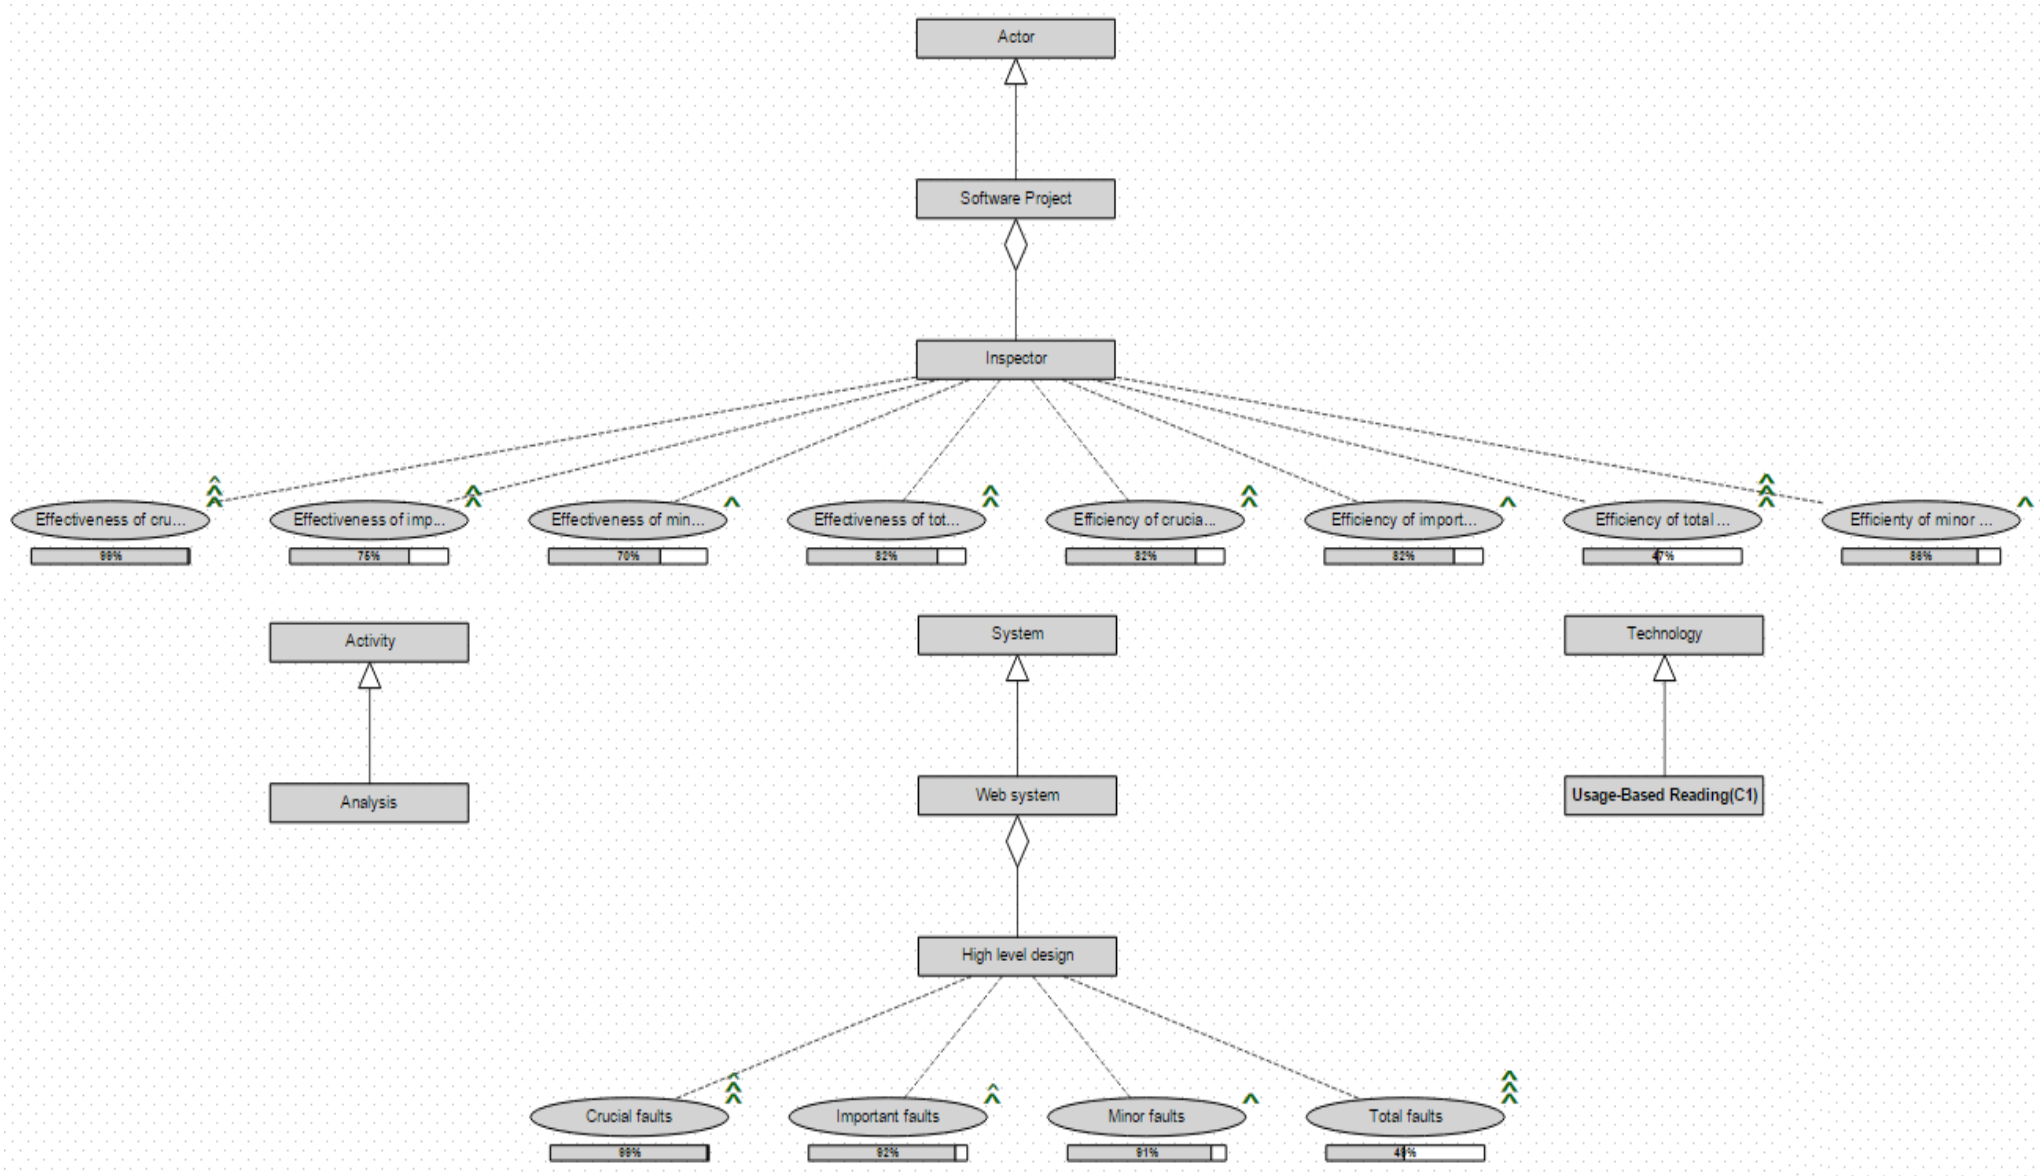 Actor
Software Project
Inspector
Effectiveness of cru...
Effectiveness of imp...
Effectiveness of min...
Effectiveness of tot...
Efficiency of crucia...
Efficiency of import...
Efficiency of total ...
Efficienty of minor ...
99%
75%
70%
82%
82%
82%
47%
86%
Activity
System
Technology
Analysis
Web system
Usage-Based Reading(C1)
High level design
Crucial faults
Important faults
Minor faults
Total faults
99%
92%
91%